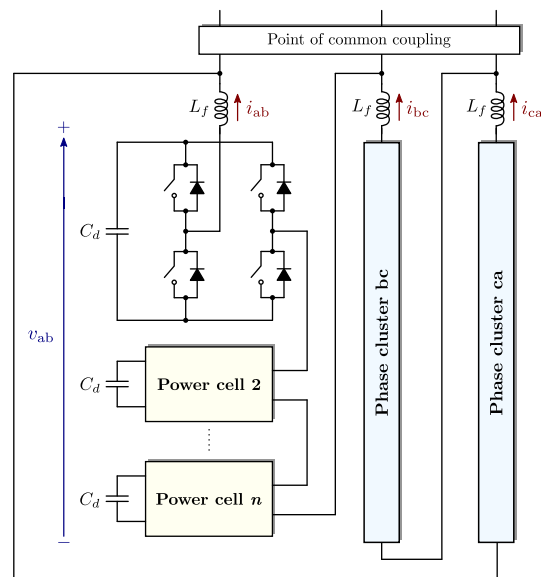 Point of common coupling
L_f i_ab L_f i_bc L_f i_ca
+
C_d
v_ab
C_d Power cell 2
Phase cluster bc
Phase cluster ca
C_d Power cell n
−